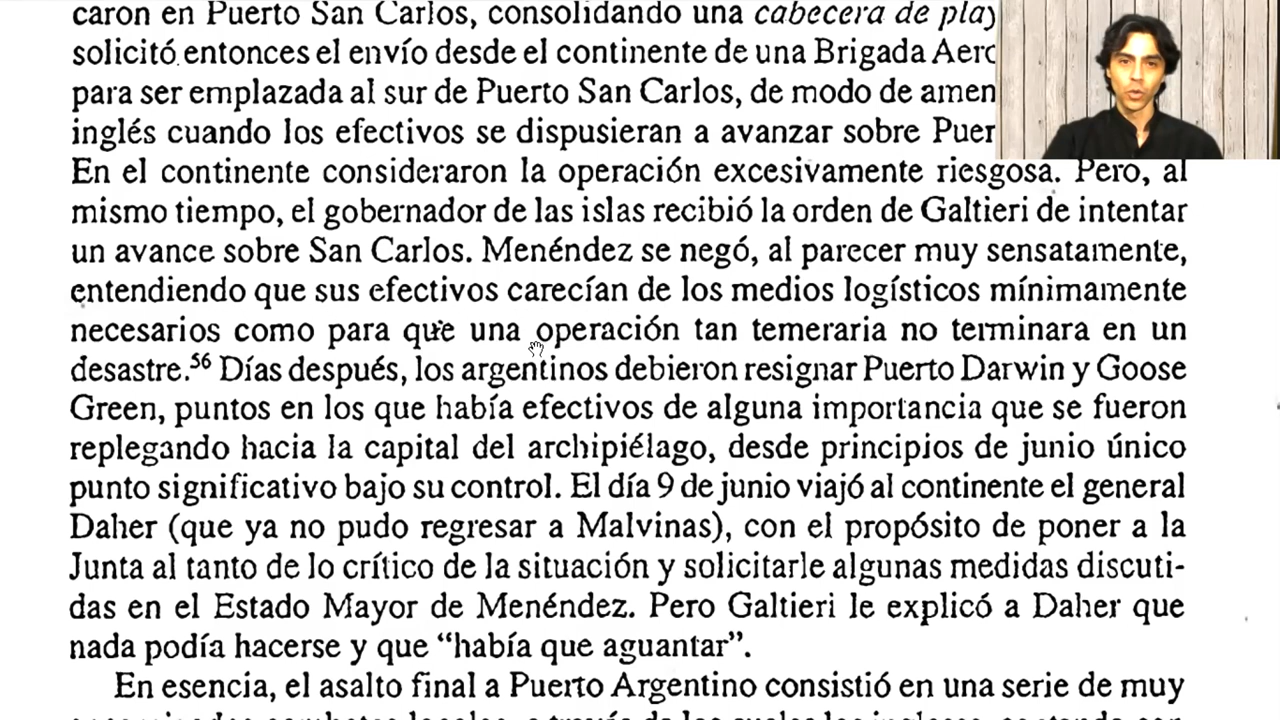 caron en Puerto San Carlos, consolidando una cabecera de play
solicitó entonces el envío desde el continente de una Brigada Aero
para ser emplazada al sur de Puerto San Carlos, de modo de amen
inglés cuando los efectivos se dispusieran a avanzar sobre Puer
En el continente consideraron la operación excesivamente riesgosa. Pero, al
mismo tiempo, el gobernador de las islas recibió la orden de Galtieri de intentar
un avance sobre San Carlos. Menéndez se negó, al parecer muy sensatamente,
entendiendo que sus efectivos carecían de los medios logísticos mínimamente
necesarios como para que una operación tan temeraria no terminara en un
desastre.⁵⁶ Días después, los argentinos debieron resignar Puerto Darwin y Goose
Green, puntos en los que había efectivos de alguna importancia que se fueron
replegando hacia la capital del archipiélago, desde principios de junio único
punto significativo bajo su control. El día 9 de junio viajó al continente el general
Daher (que ya no pudo regresar a Malvinas), con el propósito de poner a la
Junta al tanto de lo crítico de la situación y solicitarle algunas medidas discuti-
das en el Estado Mayor de Menéndez. Pero Galtieri le explicó a Daher que
nada podía hacerse y que “había que aguantar”.
En esencia, el asalto final a Puerto Argentino consistió en una serie de muy